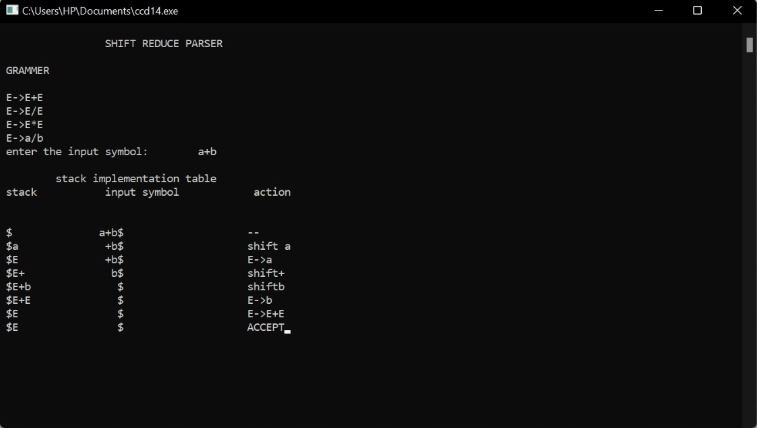 C:\Users\HP\Documents\ccd14.exe
SHIFT REDUCE PARSER
GRAMMER
E->E+E
E->E/E
E->E*E
E->a/b
enter the input symbol: a+b
stack implementation table
stack input symbol action
$ a+b$ --
$a +b$ shift a
$E +b$ E->a
$E+ b$ shift+
$E+b $ shiftb
$E+E $ E->b
$E $ E->E+E
$E $ ACCEPT